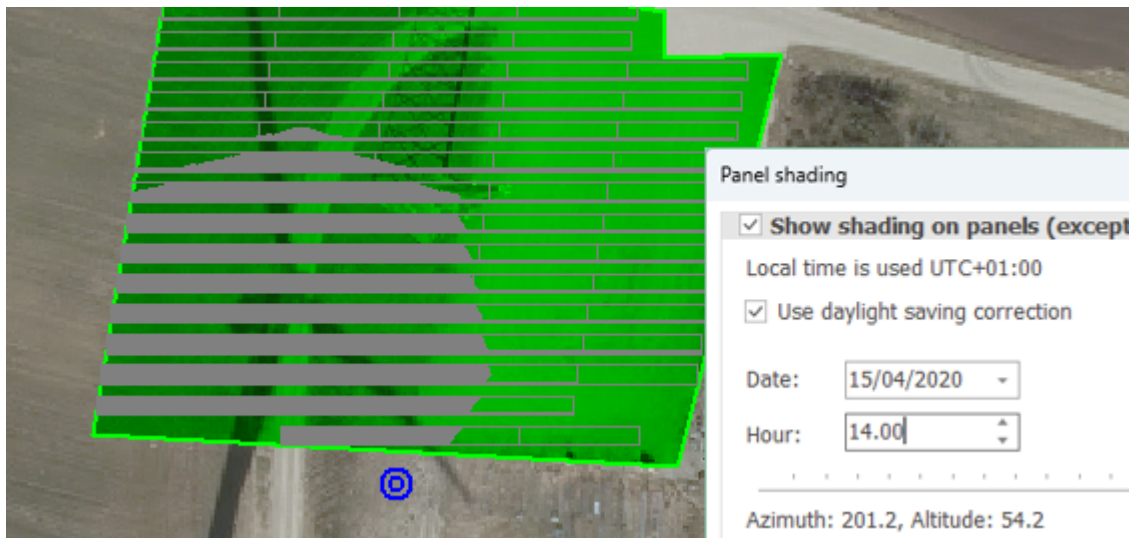 Panel shading
Show shading on panels (except
Local time is used UTC+01:00
Use daylight saving correction
Date: 15/04/2020
Hour: 14.00
Azimuth: 201.2, Altitude: 54.2